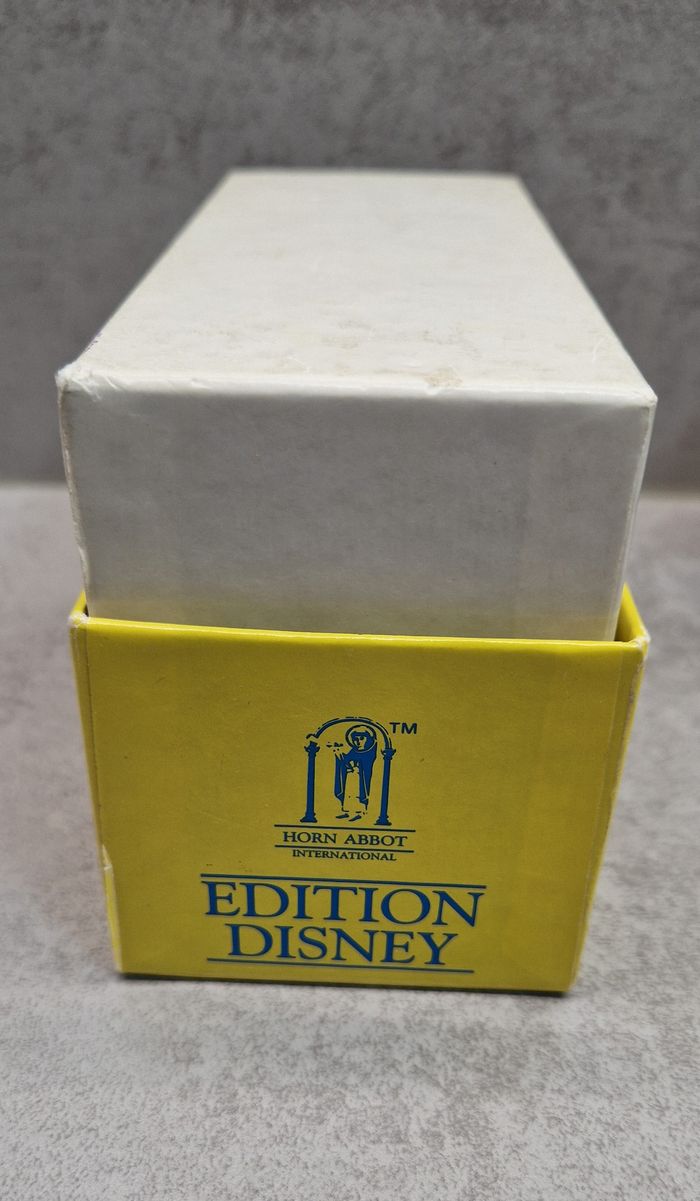 TM
HORN ABBOT
INTERNATIONAL
EDITION
DISNEY